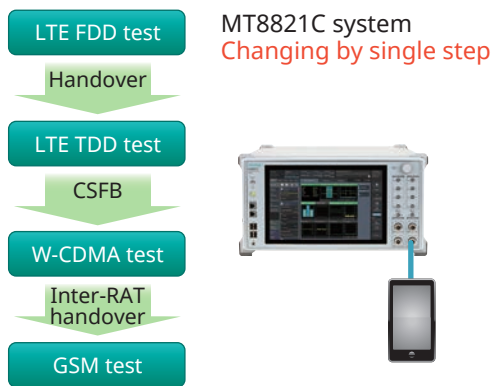 LTE FDD test
MT8821C system
Changing by single step
Handover
LTE TDD test
CSFB
W-CDMA test
Inter-RAT
handover
GSM test